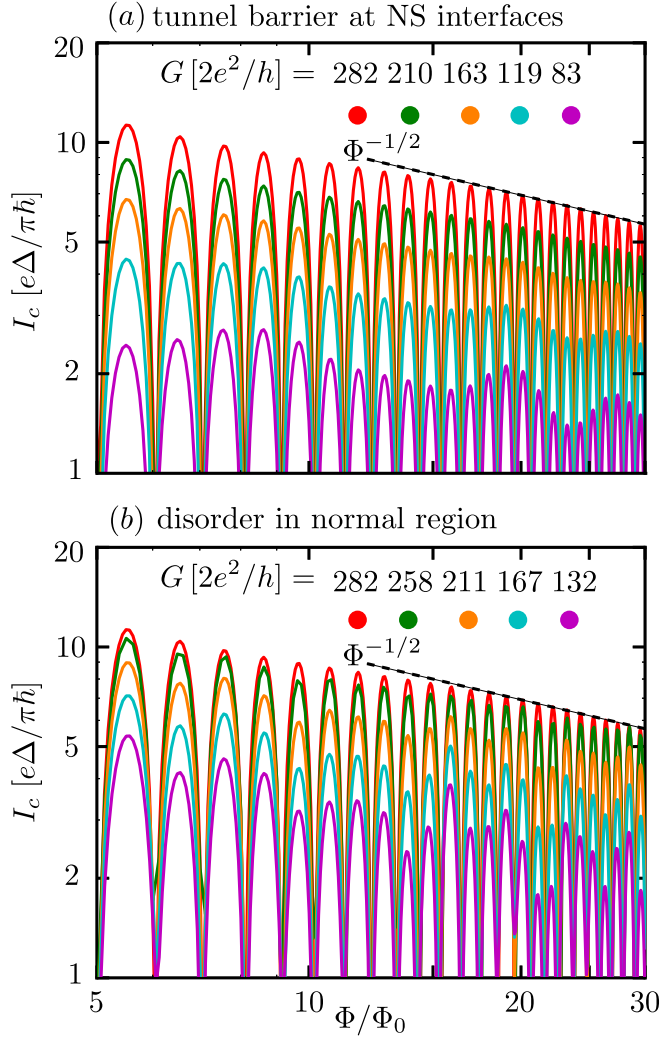 (a) tunnel barrier at NS interfaces
20
G [2e²/h] = 282 210 163 119 83
Φ⁻¹/²
10
5
2
1
I_c [eΔ/πℏ]
(b) disorder in normal region
20
G [2e²/h] = 282 258 211 167 132
Φ⁻¹/²
10
5
2
1
I_c [eΔ/πℏ]
5 10 20 30
Φ/Φ₀